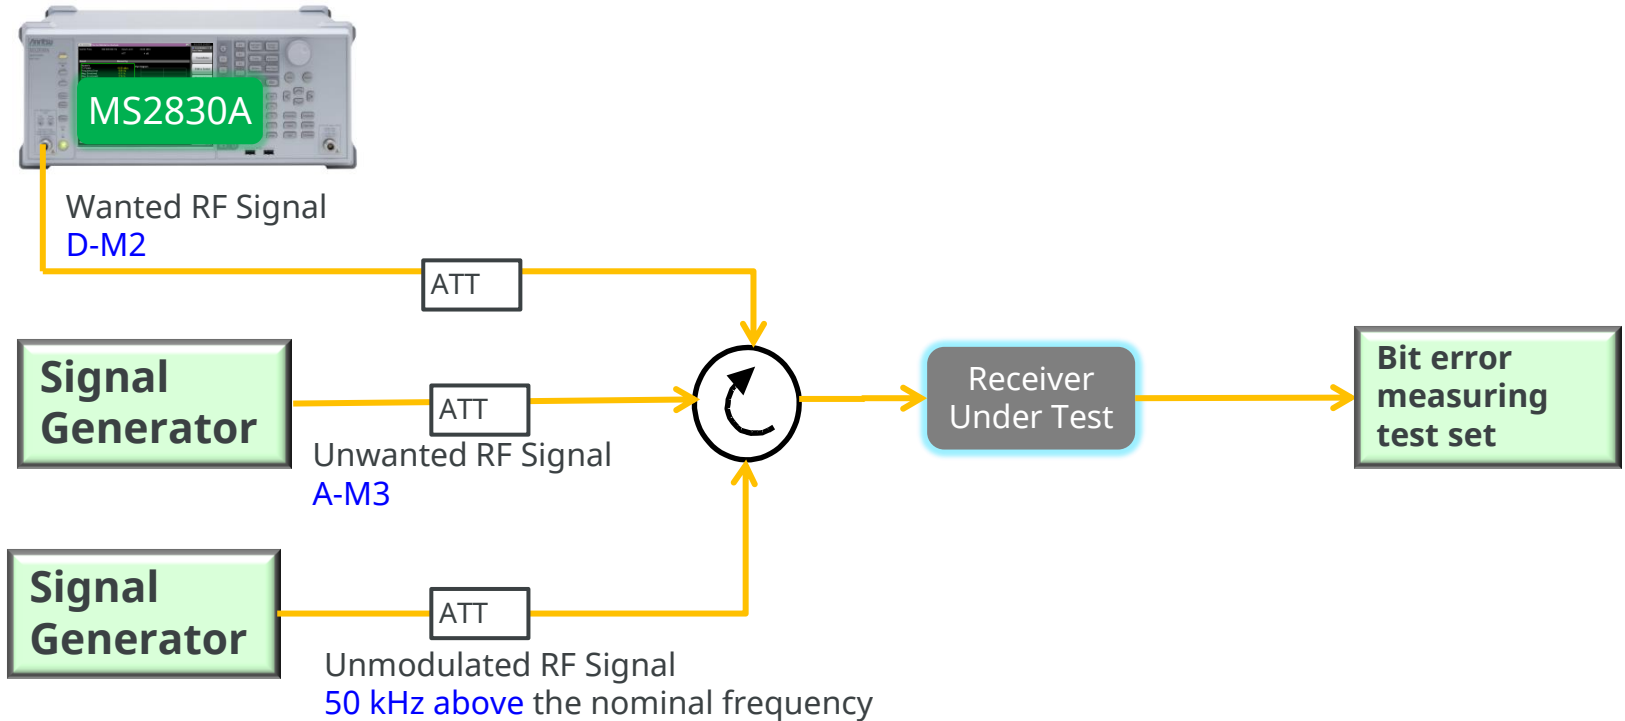 Anritsu
MS2830A
Wanted RF Signal
D-M2
ATT
Signal
Generator
ATT
Unwanted RF Signal
A-M3
Receiver
Under Test
Bit error
measuring
test set
Signal
Generator
ATT
Unmodulated RF Signal
50 kHz above the nominal frequency